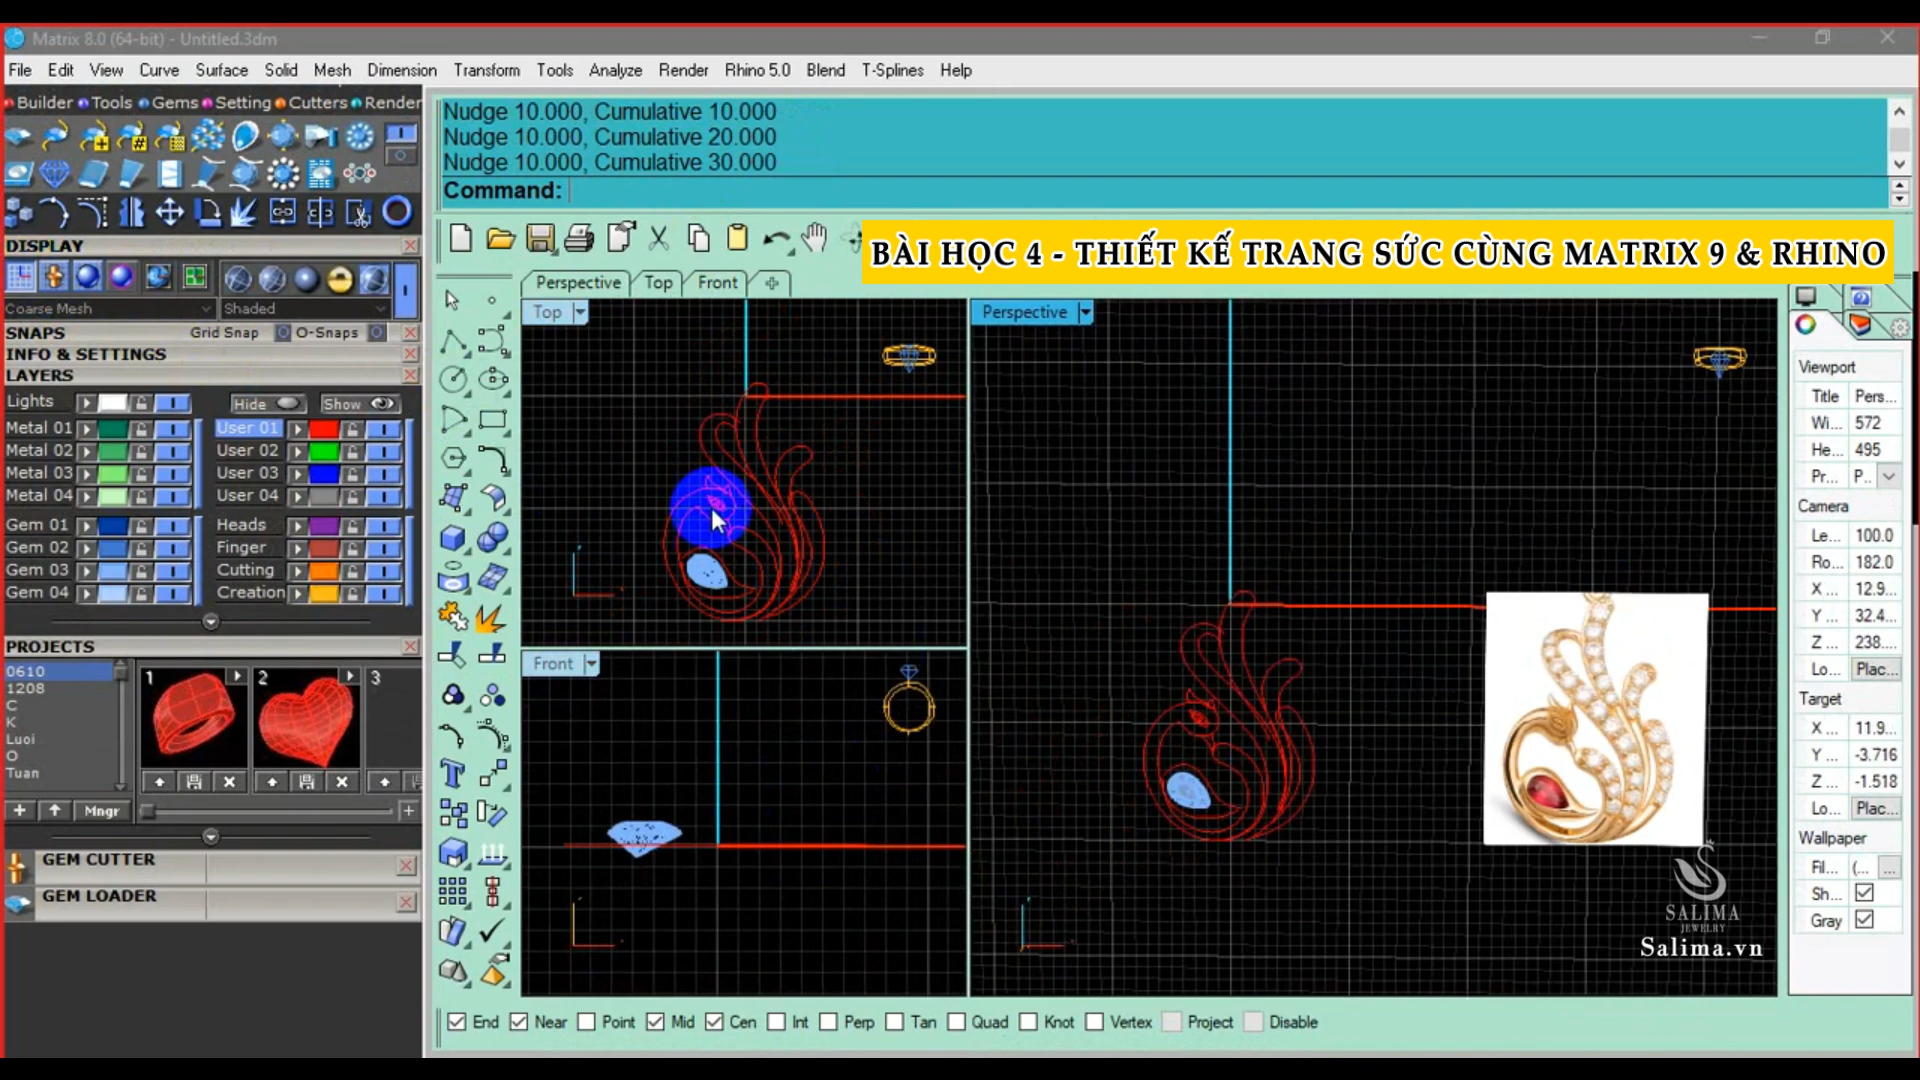 Matrix 8.0 (64-bit) - Untitled.3dm
File Edit View Curve Surface Solid Mesh Dimension Transform Tools Analyze Render Rhino 5.0 Blend T-Splines Help
Builder Tools Gems Setting Cutters Render
Nudge 10.000, Cumulative 10.000
Nudge 10.000, Cumulative 20.000
Nudge 10.000, Cumulative 30.000
Command:
BÀI HỌC 4 - THIẾT KẾ TRANG SỨC CÙNG MATRIX 9 & RHINO
DISPLAY
Coarse Mesh Shaded
SNAPS Grid Snap O-Snaps
INFO & SETTINGS
LAYERS
Lights Hide Show
Metal 01 User 01
Metal 02 User 02
Metal 03 User 03
Metal 04 User 04
Gem 01 Heads
Gem 02 Finger
Gem 03 Cutting
Gem 04 Creation
PROJECTS
0610
1208
C
K
Luoi
O
Tuan
1 2 3
Mngr
GEM CUTTER
GEM LOADER
Perspective Top Front
Top
Perspective
Front
Viewport
Title Pers...
Wi... 572
He... 495
Pr... P..
Camera
Le... 100.0
Ro... 182.0
X ... 12.9...
Y ... 32.4...
Z ... 238....
Lo... Plac...
Target
X ... 11.9...
Y ... -3.716
Z ... -1.518
Lo... Plac...
Wallpaper
Fil... (... ...
Sh...
Gray
SALIMA
JEWELRY
Salima.vn
End Near Point Mid Cen Int Perp Tan Quad Knot Vertex Project Disable